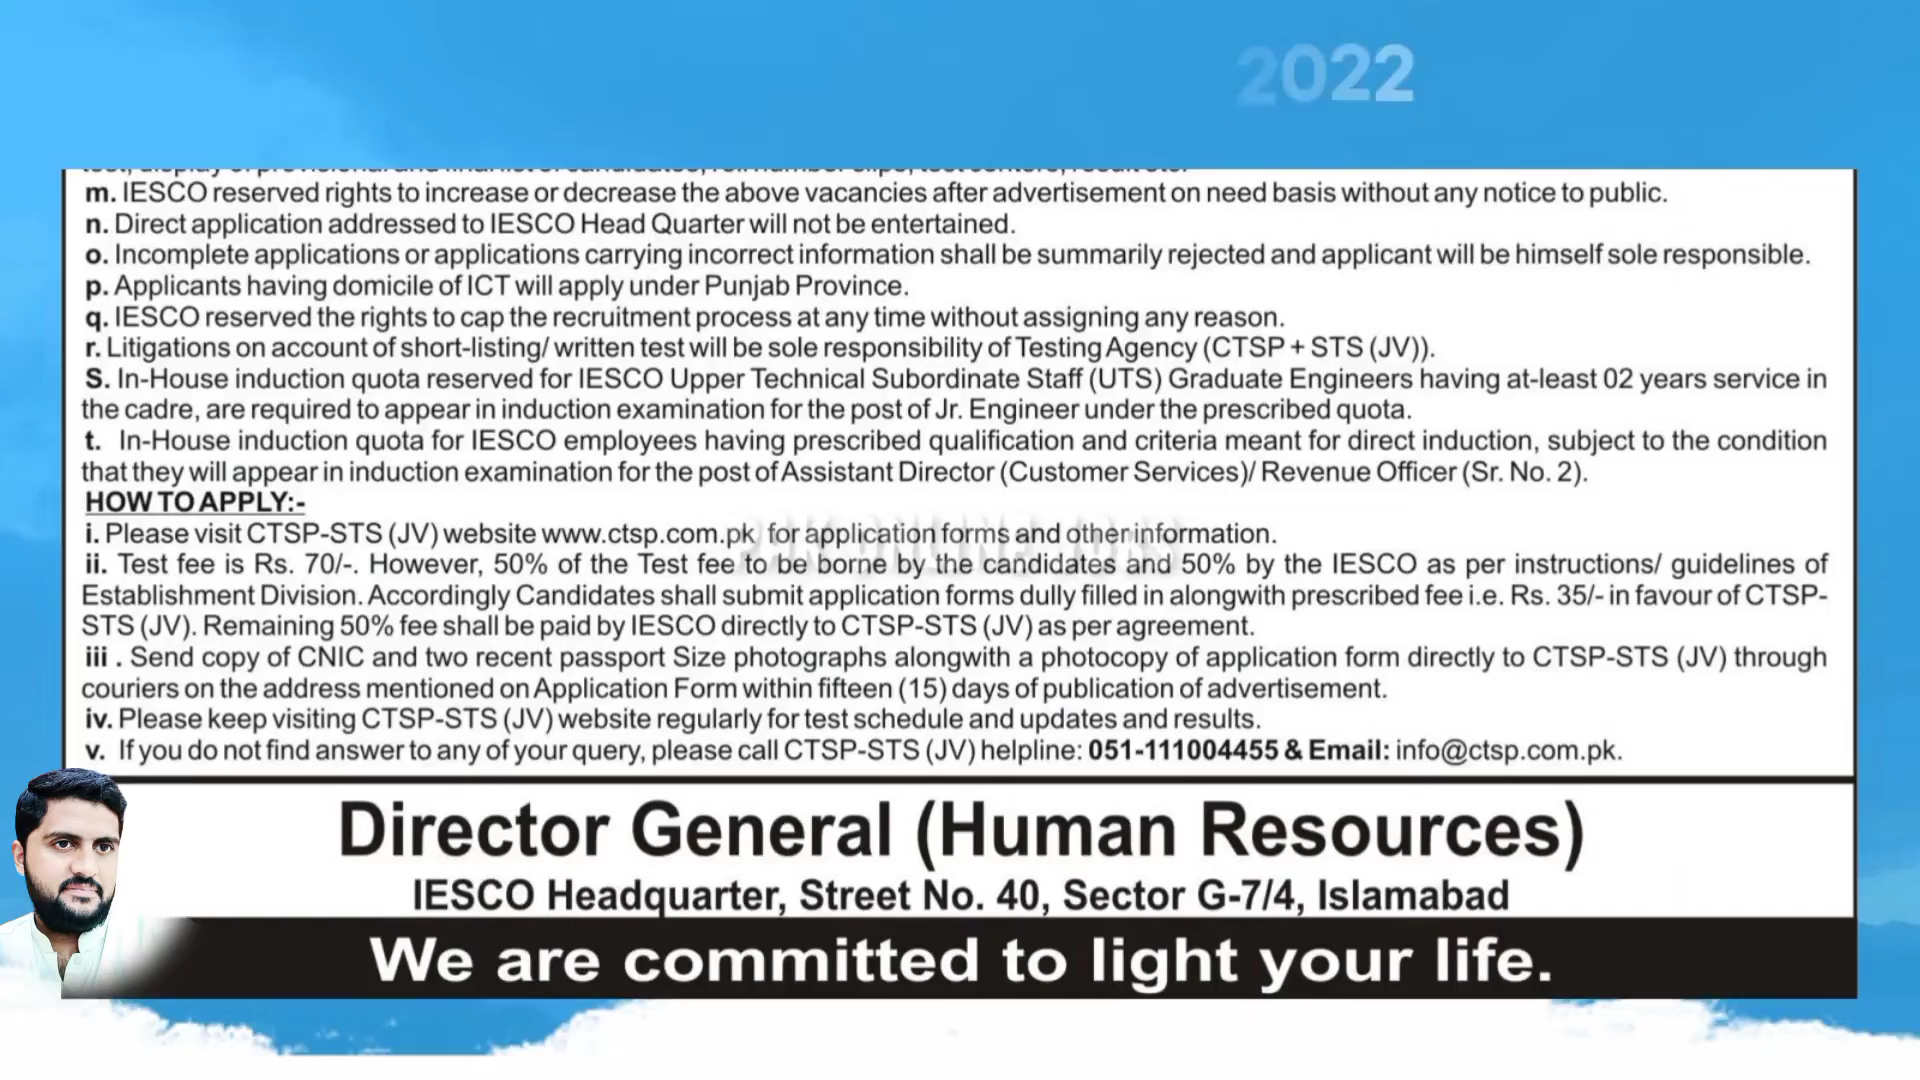 2022
m. IESCO reserved rights to increase or decrease the above vacancies after advertisement on need basis without any notice to public.
n. Direct application addressed to IESCO Head Quarter will not be entertained.
o. Incomplete applications or applications carrying incorrect information shall be summarily rejected and applicant will be himself sole responsible.
p. Applicants having domicile of ICT will apply under Punjab Province.
q. IESCO reserved the rights to cap the recruitment process at any time without assigning any reason.
r. Litigations on account of short-listing/ written test will be sole responsibility of Testing Agency (CTSP + STS (JV)).
S. In-House induction quota reserved for IESCO Upper Technical Subordinate Staff (UTS) Graduate Engineers having at-least 02 years service in
the cadre, are required to appear in induction examination for the post of Jr. Engineer under the prescribed quota.
t. In-House induction quota for IESCO employees having prescribed qualification and criteria meant for direct induction, subject to the condition
that they will appear in induction examination for the post of Assistant Director (Customer Services)/ Revenue Officer (Sr. No. 2).
HOW TO APPLY:-
i. Please visit CTSP-STS (JV) website www.ctsp.com.pk for application forms and other information.
ii. Test fee is Rs. 70/-. However, 50% of the Test fee to be borne by the candidates and 50% by the IESCO as per instructions/ guidelines of
Establishment Division. Accordingly Candidates shall submit application forms dully filled in alongwith prescribed fee i.e. Rs. 35/- in favour of CTSP-
STS (JV). Remaining 50% fee shall be paid by IESCO directly to CTSP-STS (JV) as per agreement.
iii . Send copy of CNIC and two recent passport Size photographs alongwith a photocopy of application form directly to CTSP-STS (JV) through
couriers on the address mentioned on Application Form within fifteen (15) days of publication of advertisement.
iv. Please keep visiting CTSP-STS (JV) website regularly for test schedule and updates and results.
v. If you do not find answer to any of your query, please call CTSP-STS (JV) helpline: 051-111004455 & Email: info@ctsp.com.pk.
Director General (Human Resources)
IESCO Headquarter, Street No. 40, Sector G-7/4, Islamabad
We are committed to light your life.